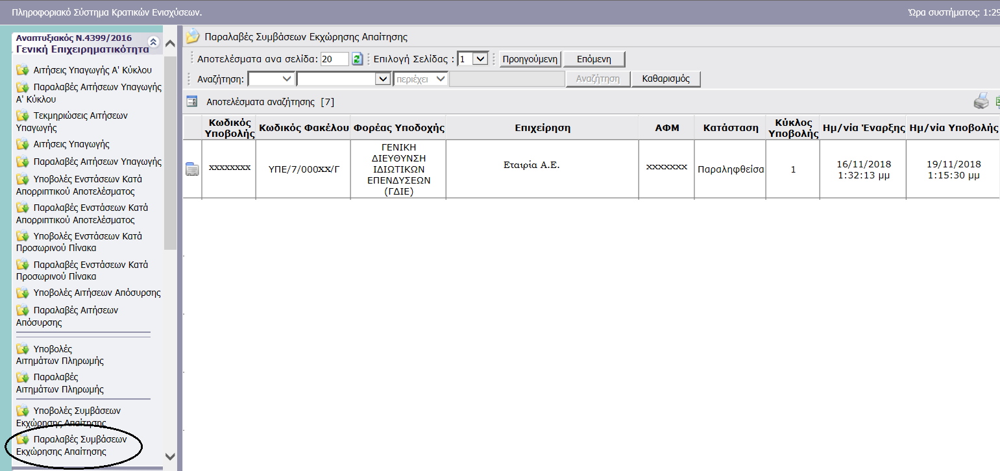 Πληροφοριακό Σύστημα Κρατικών Ενισχύσεων.
Ώρα συστήματος: 1:29
Αναπτυξιακός Ν.4399/2016
Γενική Επιχειρηματικότητα
Αιτήσεις Υπαγωγής Α' Κύκλου
Παραλαβές Αιτήσεων Υπαγωγής
Α' Κύκλου
Τεκμηριώσεις Αιτήσεων
Υπαγωγής
Αιτήσεις Υπαγωγής
Παραλαβές Αιτήσεων Υπαγωγής
Υποβολές Ενστάσεων Κατά
Απορριπτικού Αποτελέσματος
Παραλαβές Ενστάσεων Κατά
Απορριπτικού Αποτελέσματος
Υποβολές Ενστάσεων Κατά
Προσωρινού Πίνακα
Παραλαβές Ενστάσεων Κατά
Προσωρινού Πίνακα
Υποβολές Αιτήσεων Απόσυρσης
Παραλαβές Αιτήσεων
Απόσυρσης
Υποβολές
Αιτημάτων Πληρωμής
Παραλαβές
Αιτημάτων Πληρωμής
Υποβολές Συμβάσεων
Εκχώρησης Απαίτησης
Παραλαβές Συμβάσεων
Εκχώρησης Απαίτησης
Παραλαβές Συμβάσεων Εκχώρησης Απαίτησης
Αποτελέσματα ανα σελίδα: 20 Επιλογή Σελίδας : 1 Προηγούμενη Επόμενη
Αναζήτηση: περιέχει Αναζήτηση Καθαρισμός
Αποτελέσματα αναζήτησης [7]
Κωδικός Υποβολής Κωδικός Φακέλου Φορέας Υποδοχής Επιχείρηση ΑΦΜ Κατάσταση Κύκλος Υποβολής Ημ/νία Έναρξης Ημ/νία Υποβολής
xxxxxxxx ΥΠΕ/7/000xx/Γ ΓΕΝΙΚΗ ΔΙΕΥΘΥΝΣΗ ΙΔΙΩΤΙΚΩΝ ΕΠΕΝΔΥΣΕΩΝ (ΓΔΙΕ) Εταιρία Α.Ε. xxxxxxx Παραληφθείσα 1 16/11/2018 1:32:13 μμ 19/11/2018 1:15:30 μμ